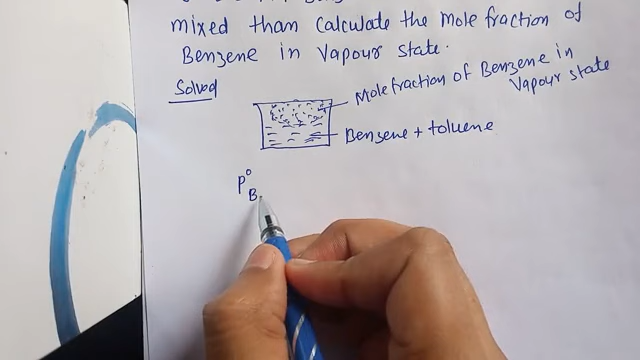 mixed than Calculate the Mole fraction of
Benzene in Vapour state.
Solved
Mole fraction of Benzene in
Vapour state
Benzene + toluene
P°B